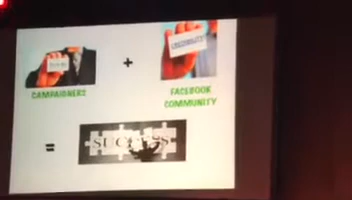 +
CAMPAIGNERS
FACEBOOK
COMMUNITY
=
SUCCESS